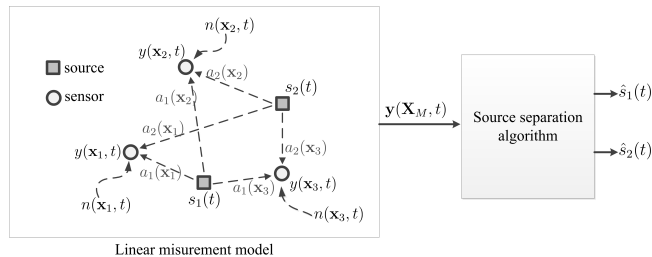 n(x₂, t)
y(x₂, t)
source
sensor
a₂(x₂)
s₂(t)
a₁(x₂)
y(X_M, t)
Source separation
algorithm
ŝ₁(t)
ŝ₂(t)
a₂(x₁)
y(x₁, t)
a₂(x₃)
a₁(x₁)
a₁(x₃)
y(x₃, t)
s₁(t)
n(x₁, t)
n(x₃, t)
Linear misurement model